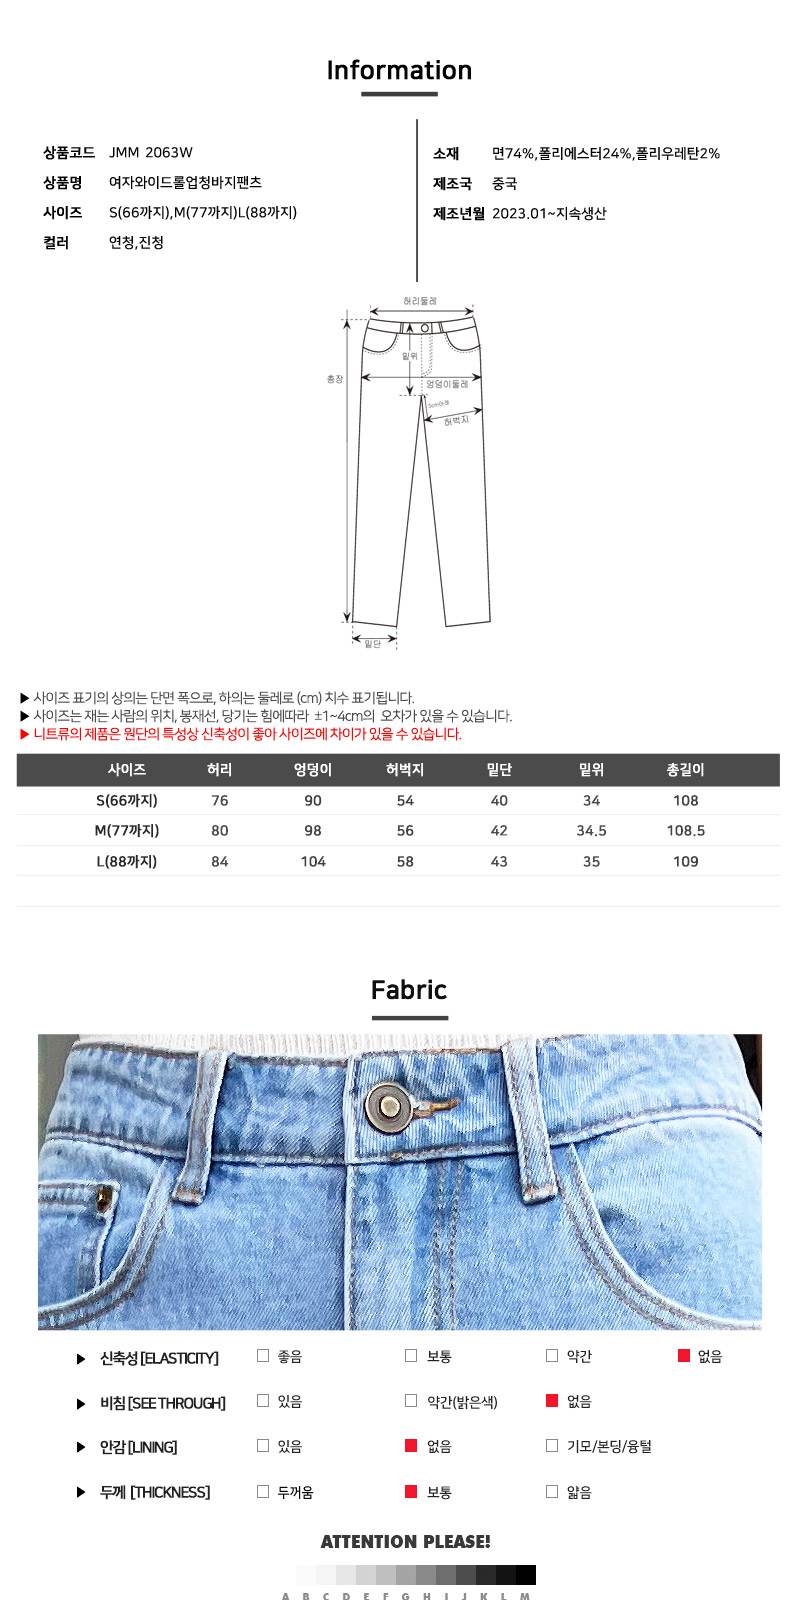 Information
상품코드 JMM 2063W
상품명 여자와이드롤업청바지팬츠
사이즈 S(66까지),M(77까지)L(88까지)
컬러 연청,진청
소재 면74%,폴리에스터24%,폴리우레탄2%
제조국 중국
제조년월 2023.01~지속생산
허리둘레
밑위
총장
엉덩이둘레
허벅지
밑단
▶ 사이즈 표기의 상의는 단면 폭으로, 하의는 둘레로 (cm) 치수 표기됩니다.
▶ 사이즈는 재는 사람의 위치, 봉재선, 당기는 힘에따라 ±1~4cm의 오차가 있을 수 있습니다.
▶ 니트류의 제품은 원단의 특성상 신축성이 좋아 사이즈에 차이가 있을 수 있습니다.
사이즈 허리 엉덩이 허벅지 밑단 밑위 총길이
S(66까지) 76 90 54 40 34 108
M(77까지) 80 98 56 42 34.5 108.5
L(88까지) 84 104 58 43 35 109
Fabric
▶ 신축성 [ELASTICITY] 좋음 보통 약간 없음
▶ 비침 [SEE THROUGH] 있음 약간(밝은색) 없음
▶ 안감 [LINING] 있음 없음 기모/본딩/융털
▶ 두께 [THICKNESS] 두꺼움 보통 얇음
ATTENTION PLEASE!
A B C D E F G H I J K L M